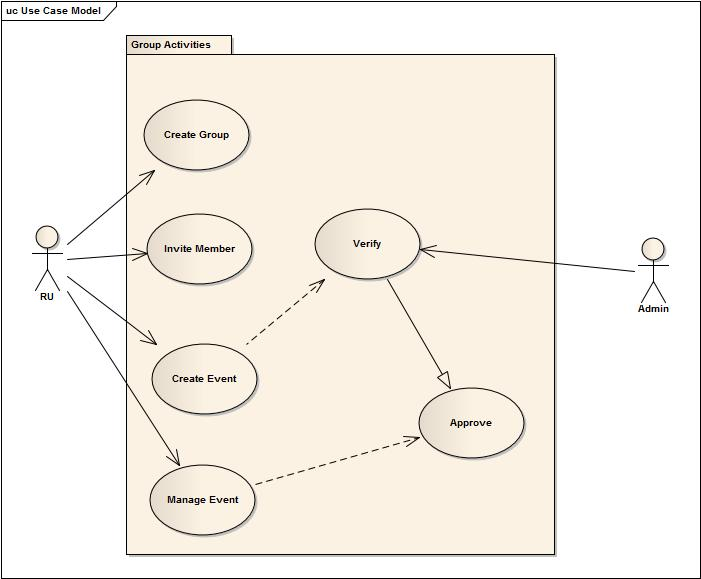 uc Use Case Model
Group Activities
Create Group
Invite Member
Verify
RU
Admin
Create Event
Approve
Manage Event